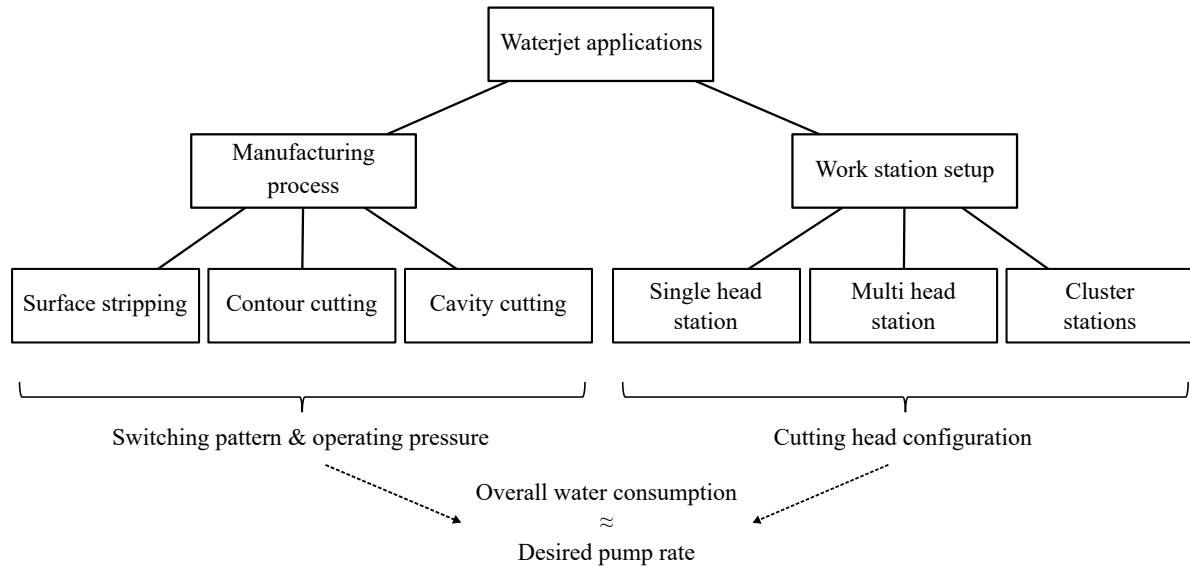 Waterjet applications
Manufacturing
process
Work station setup
Surface stripping
Contour cutting
Cavity cutting
Single head
station
Multi head
station
Cluster
stations
Switching pattern & operating pressure
Cutting head configuration
Overall water consumption
≈
Desired pump rate